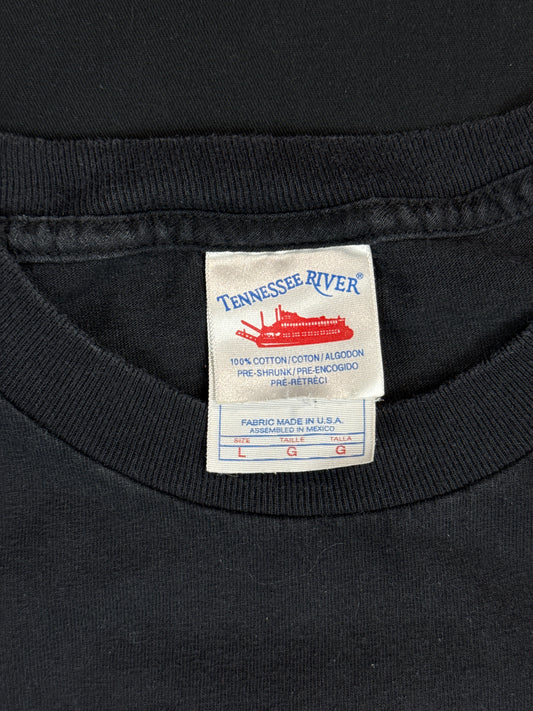 TENNESSEE RIVER®
100% COTTON/COTON/ALGODON
PRE-SHRUNK/PRE-ENCOGIDO
PRÉ-RÉTRÉCI
FABRIC MADE IN U.S.A.
ASSEMBLED IN MEXICO
SIZE TAILLE TALLA
L G G